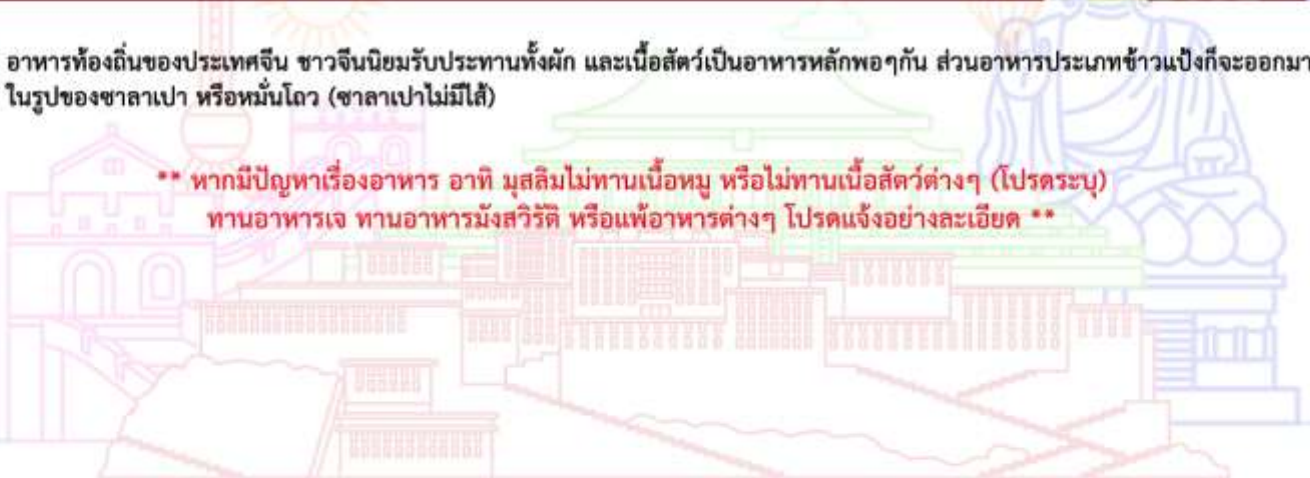 อาหารท้องถิ่นของประเทศจีน ชาวจีนนิยมรับประทานทั้งผัก และเนื้อสัตว์เป็นอาหารหลักพอๆกัน ส่วนอาหารประเภทข้าวแป้งก็จะออกมา
ในรูปของซาลาเปา หรือหมั่นโถว (ซาลาเปาไม่มีไส้)
** หากมีปัญหาเรื่องอาหาร อาทิ มุสลิมไม่ทานเนื้อหมู หรือไม่ทานเนื้อสัตว์ต่างๆ (โปรดระบุ)
ทานอาหารเจ ทานอาหารมังสวิรัติ หรือแพ้อาหารต่างๆ โปรดแจ้งอย่างละเอียด **